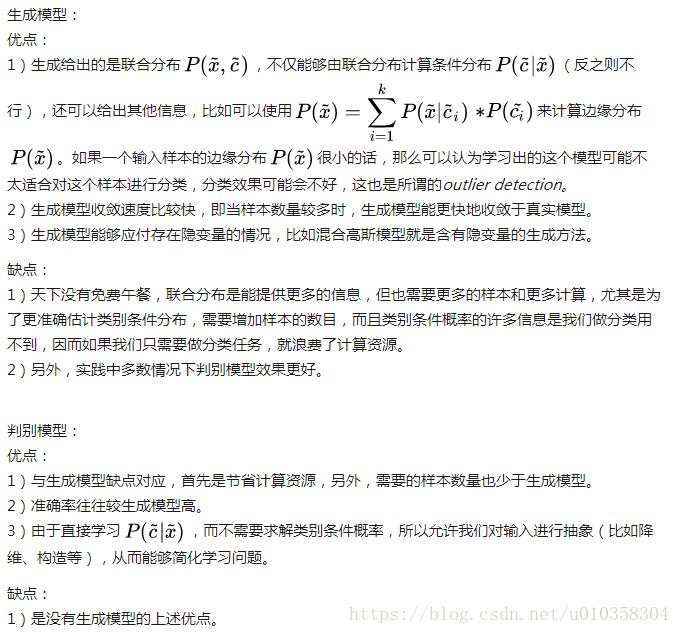 生成模型：
优点：
1）生成给出的是联合分布 P(x̃, c̃) ，不仅能够由联合分布计算条件分布 P(c̃|x̃)（反之则不
行），还可以给出其他信息，比如可以使用 P(x̃) = ∑_{i=1}^{k} P(x̃|c̃_i) * P(c̃_i) 来计算边缘分布
P(x̃) 。如果一个输入样本的边缘分布 P(x̃) 很小的话，那么可以认为学习出的这个模型可能不
太适合对这个样本进行分类，分类效果可能会不好，这也是所谓的outlier detection。
2）生成模型收敛速度比较快，即当样本数量较多时，生成模型能更快地收敛于真实模型。
3）生成模型能够应付存在隐变量的情况，比如混合高斯模型就是含有隐变量的生成方法。
缺点：
1）天下没有免费午餐，联合分布是能提供更多的信息，但也需要更多的样本和更多计算，尤其是为
了更准确估计类别条件分布，需要增加样本的数目，而且类别条件概率的许多信息是我们做分类用
不到，因而如果我们只需要做分类任务，就浪费了计算资源。
2）另外，实践中多数情况下判别模型效果更好。
判别模型：
优点：
1）与生成模型缺点对应，首先是节省计算资源，另外，需要的样本数量也少于生成模型。
2）准确率往往较生成模型高。
3）由于直接学习 P(c̃|x̃) ，而不需要求解类别条件概率，所以允许我们对输入进行抽象（比如降
维、构造等），从而能够简化学习问题。
缺点：
1）是没有生成模型的上述优点。
https://blog.csdn.net/u010358304